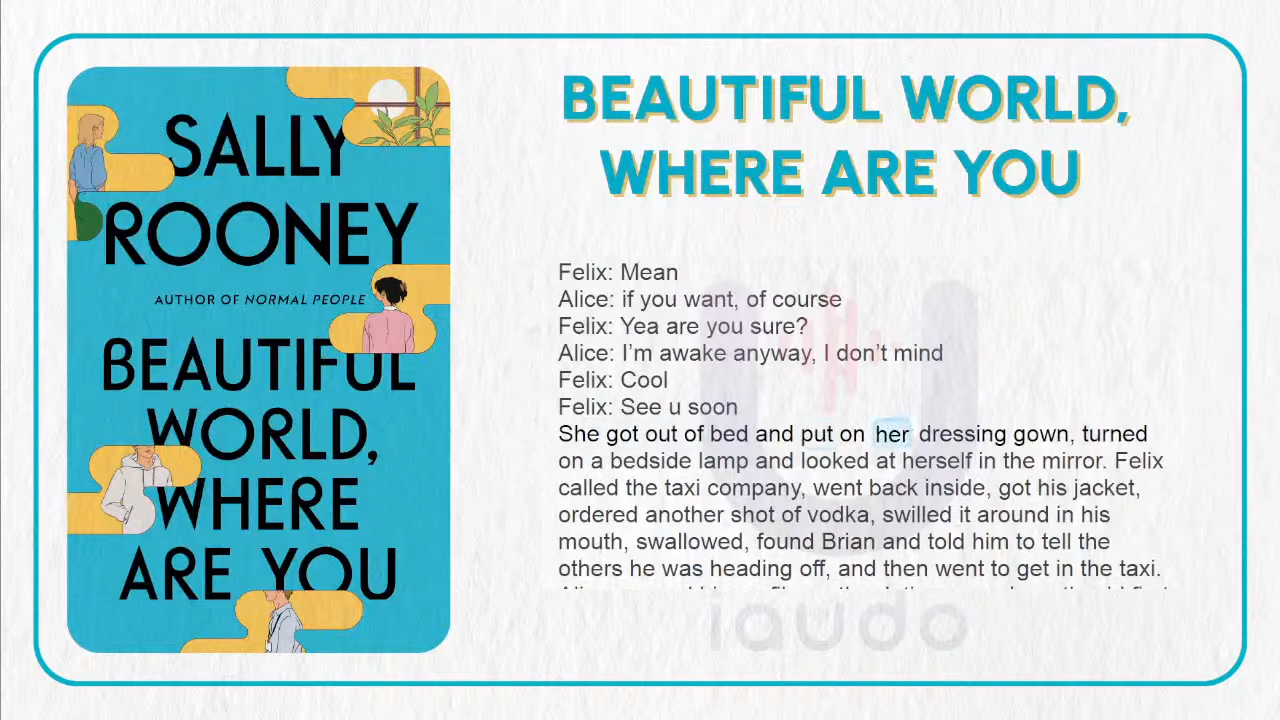 SALLY
ROONEY
AUTHOR OF NORMAL PEOPLE
BEAUTIFUL
WORLD,
WHERE
ARE YOU
BEAUTIFUL WORLD,
WHERE ARE YOU
Felix: Mean
Alice: if you want, of course
Felix: Yea are you sure?
Alice: I’m awake anyway, I don’t mind
Felix: Cool
Felix: See u soon
She got out of bed and put on her dressing gown, turned
on a bedside lamp and looked at herself in the mirror. Felix
called the taxi company, went back inside, got his jacket,
ordered another shot of vodka, swilled it around in his
mouth, swallowed, found Brian and told him to tell the
others he was heading off, and then went to get in the taxi.
iaudo